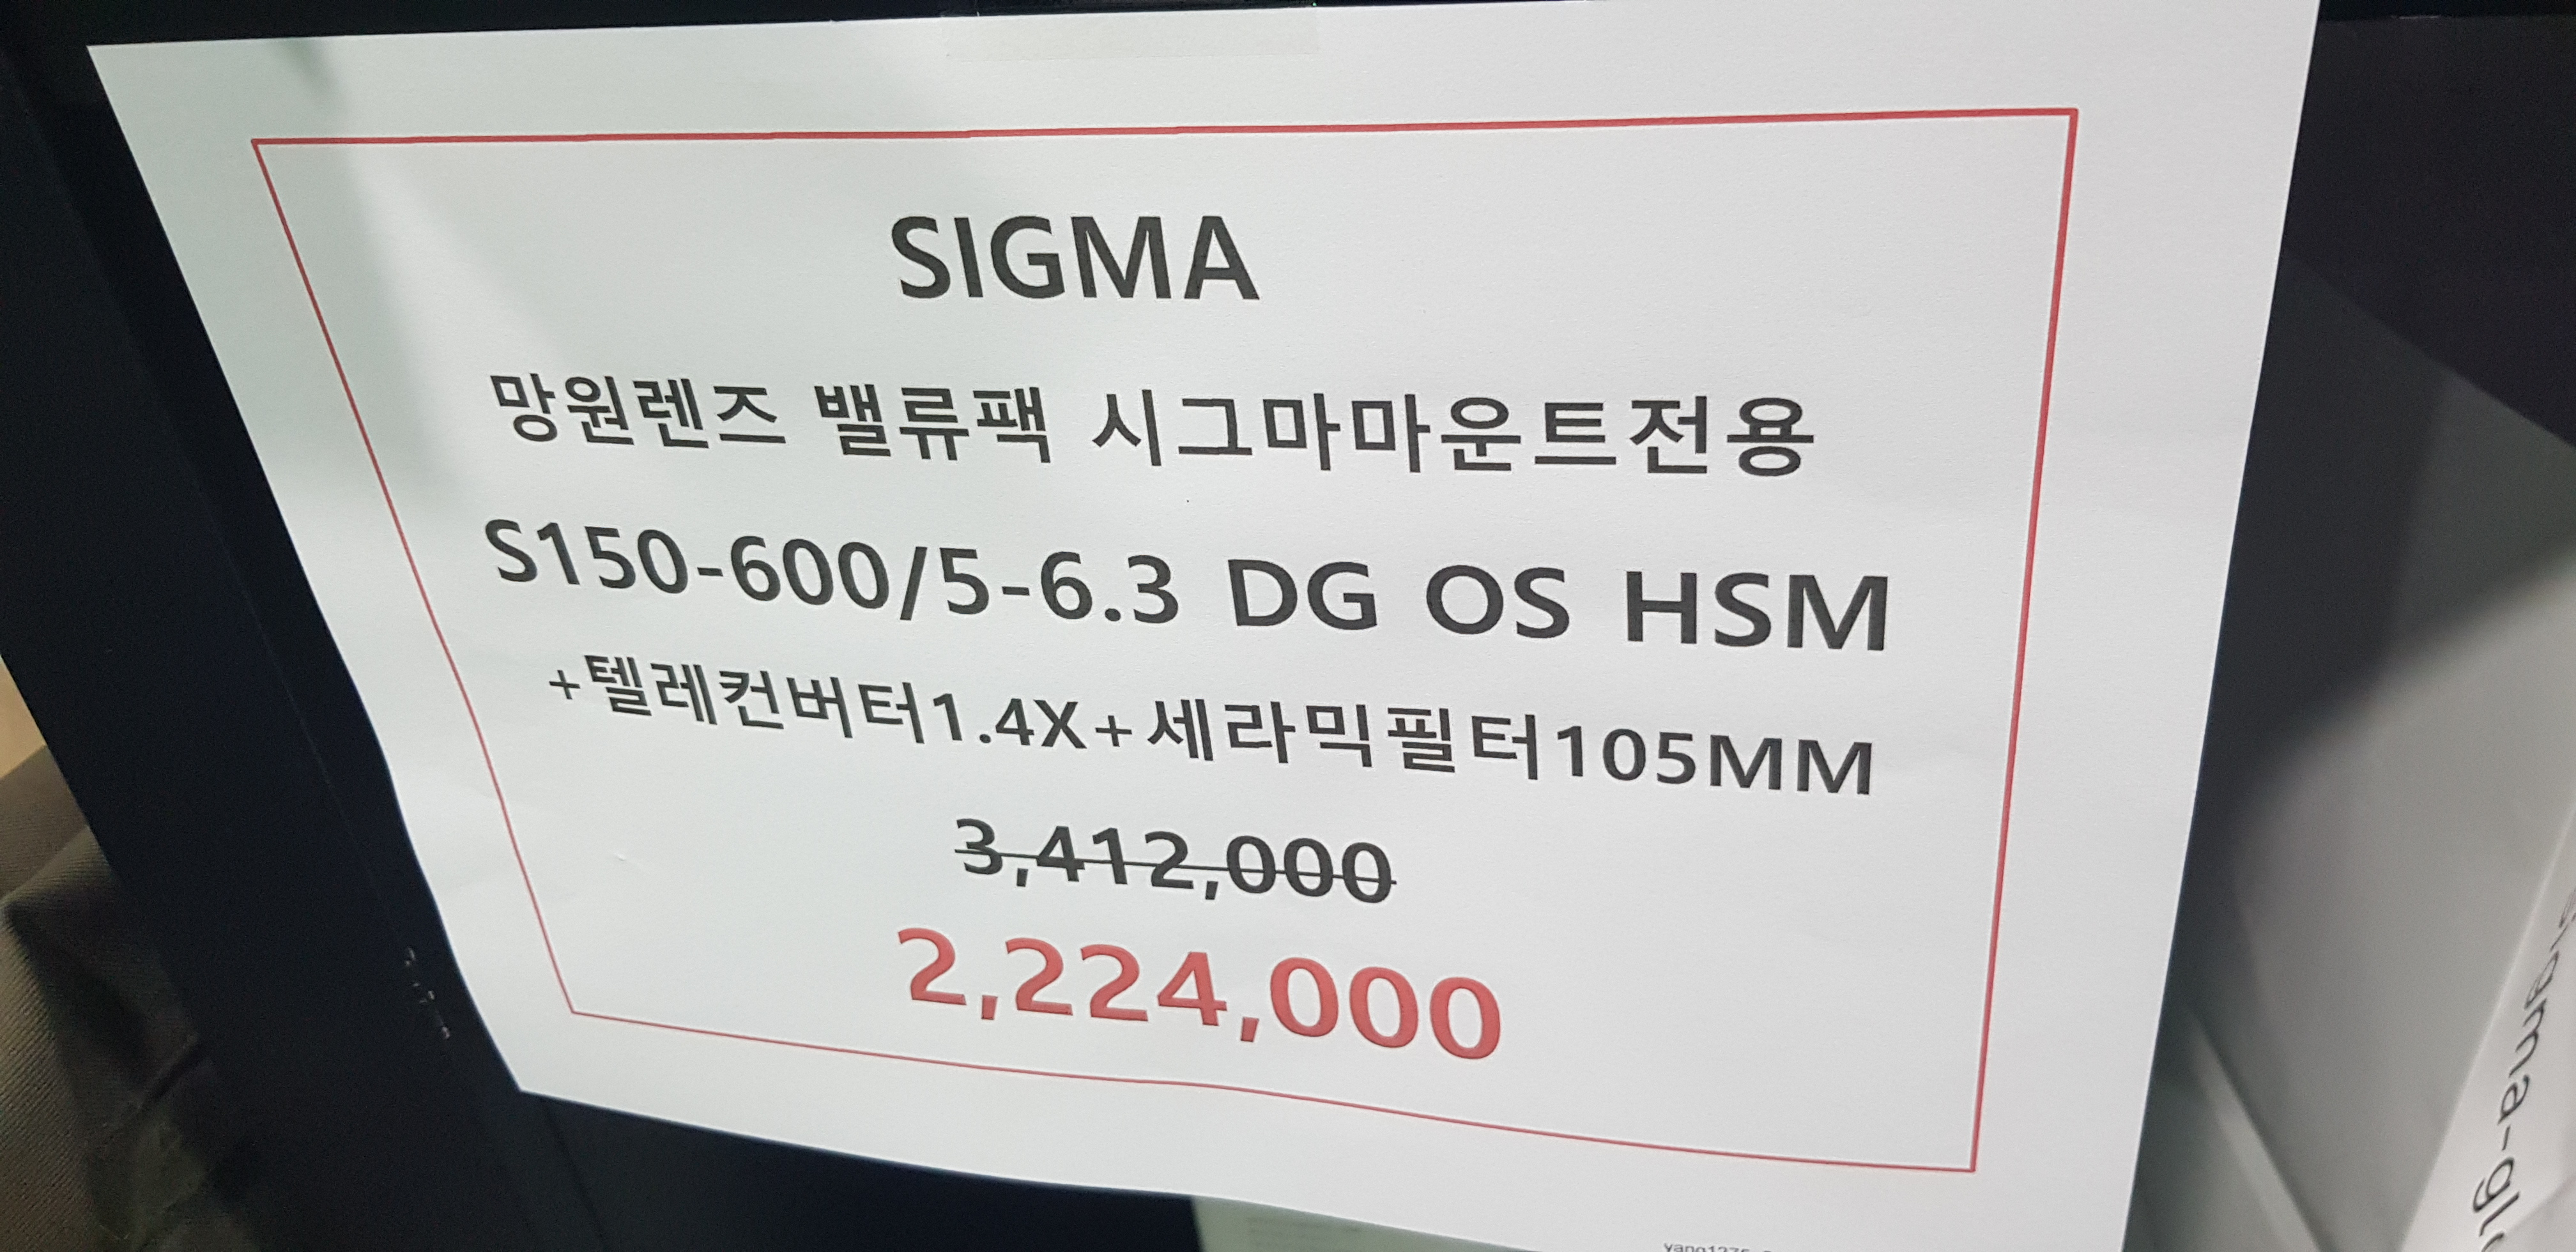 SIGMA
망원렌즈 밸류팩 시그마마운트전용
S150-600/5-6.3 DG OS HSM
+텔레컨버터1.4X+세라믹필터105MM
3,412,000
2,224,000